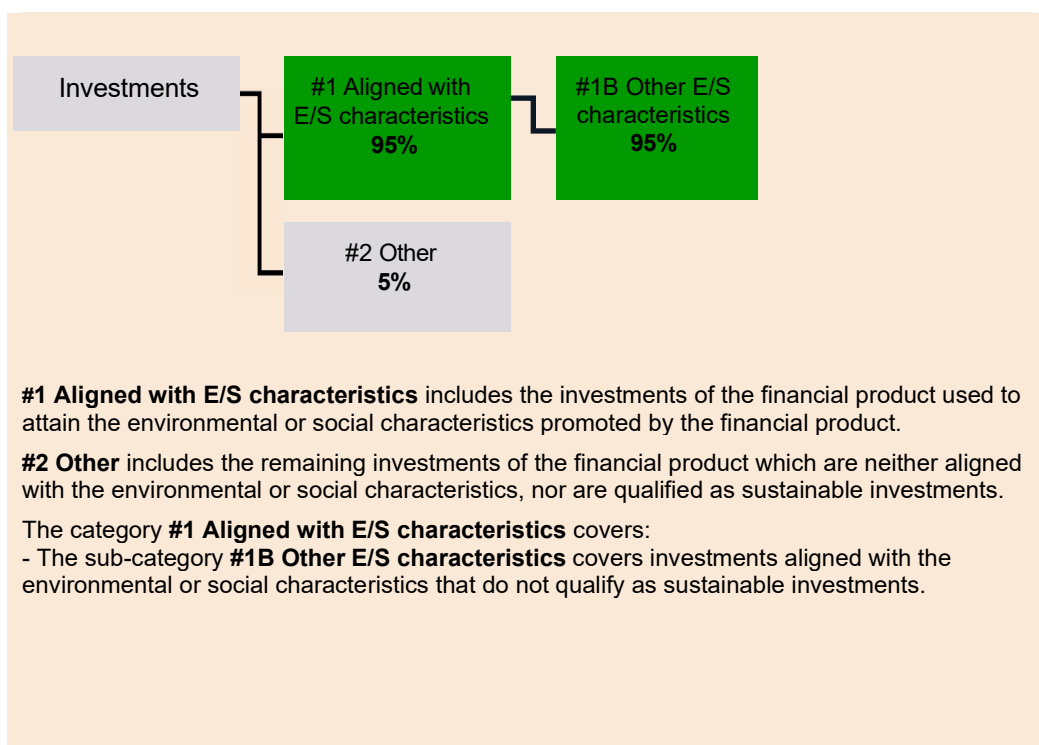 Investments
#1 Aligned with
E/S characteristics
95%
#1B Other E/S
characteristics
95%
#2 Other
5%
#1 Aligned with E/S characteristics includes the investments of the financial product used to
attain the environmental or social characteristics promoted by the financial product.
#2 Other includes the remaining investments of the financial product which are neither aligned
with the environmental or social characteristics, nor are qualified as sustainable investments.
The category #1 Aligned with E/S characteristics covers:
- The sub-category #1B Other E/S characteristics covers investments aligned with the
environmental or social characteristics that do not qualify as sustainable investments.